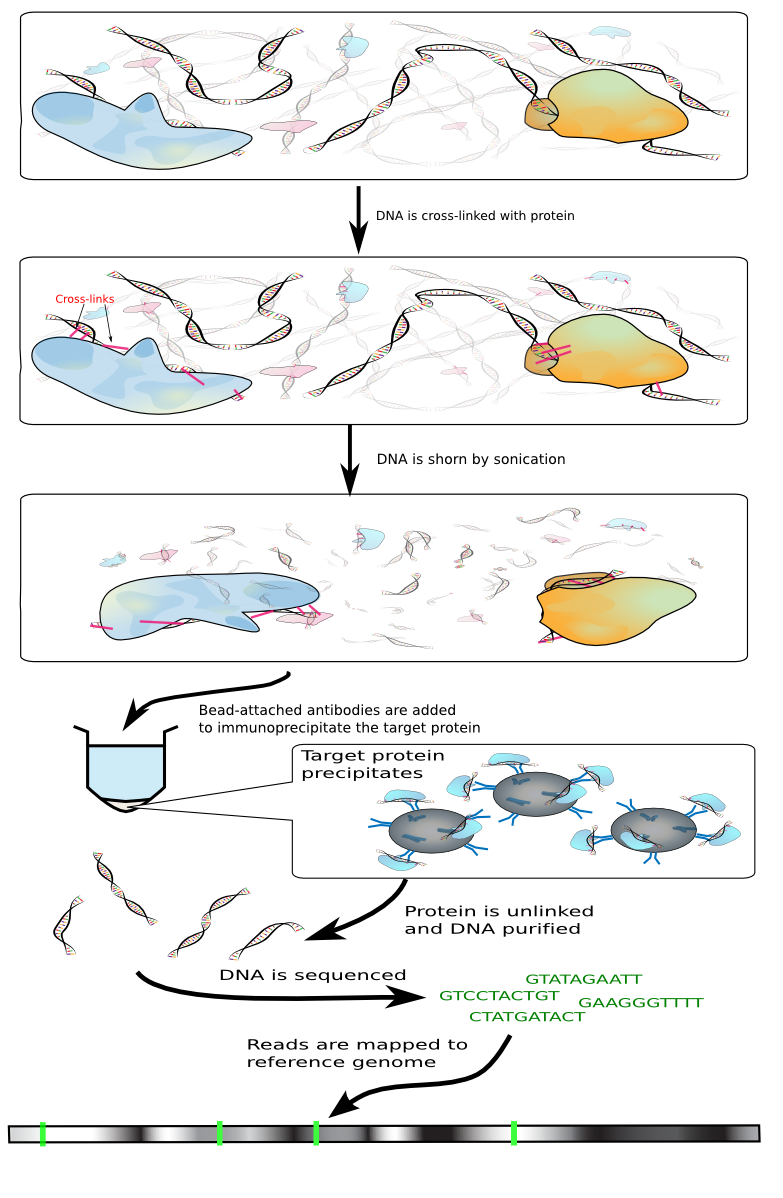 DNA is cross-linked with protein
Cross-links
DNA is shorn by sonication
Bead-attached antibodies are added
to immunoprecipitate the target protein
Target protein
precipitates
Protein is unlinked
and DNA purified
DNA is sequenced
GTATAGAATT
GTCCTACTGT
GAAGGGTTTT
CTATGATACT
Reads are mapped to
reference genome